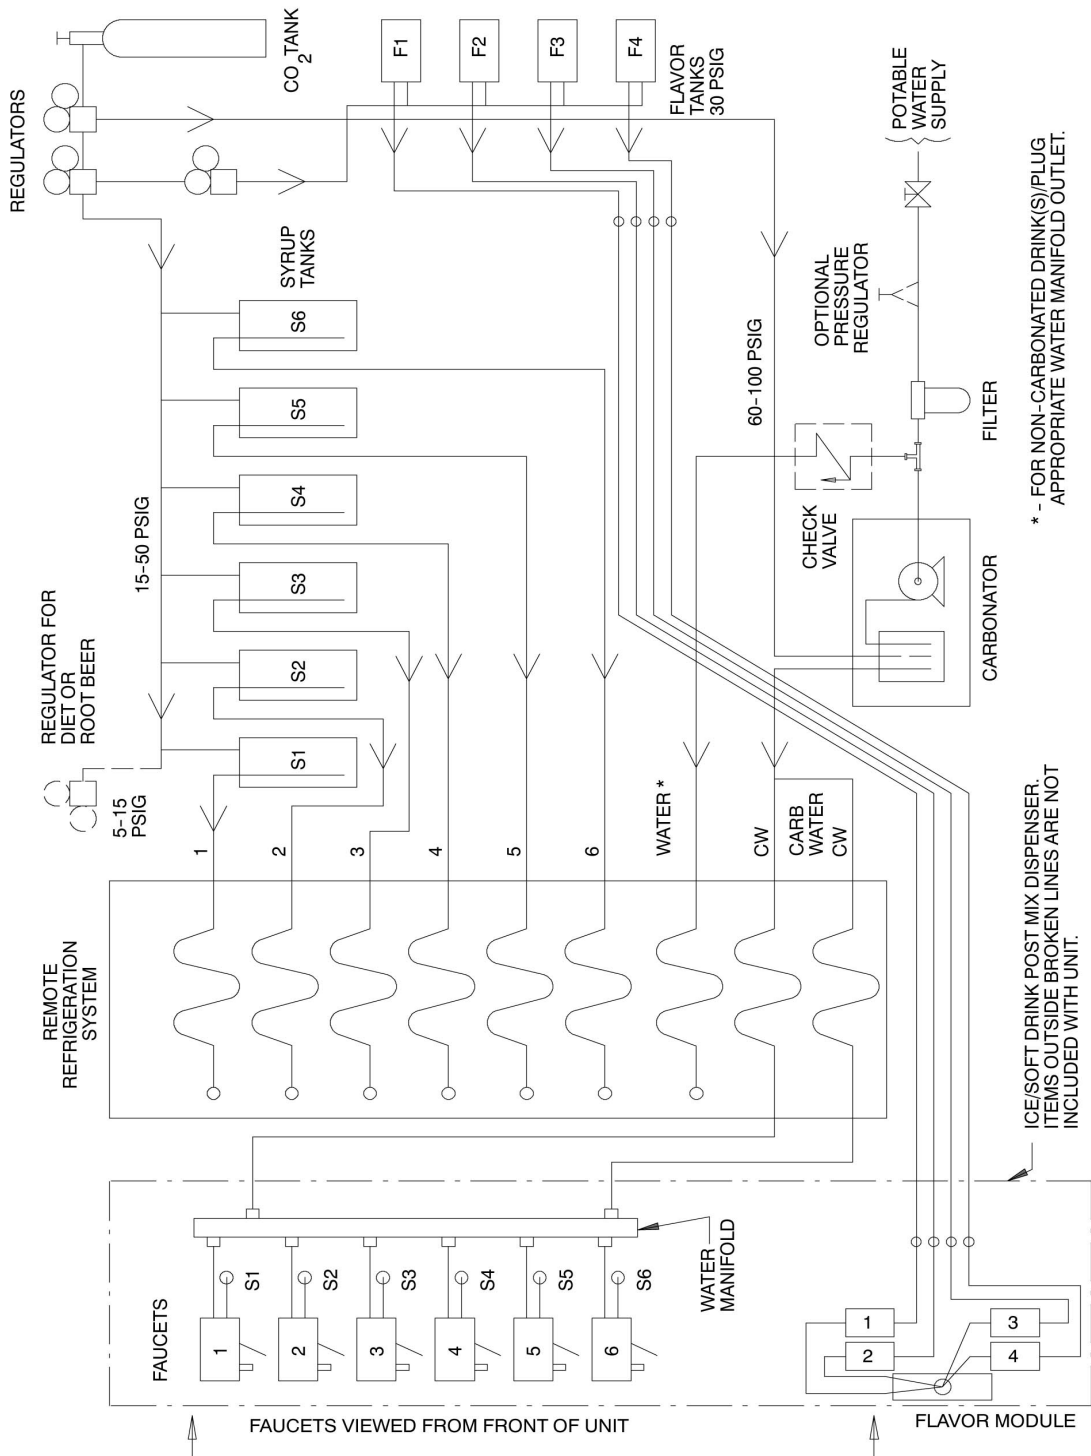 REGULATORS
CO2 TANK
F1
F2
F3
F4
FLAVOR
TANKS
30 PSIG
POTABLE
WATER
SUPPLY
SYRUP
TANKS
S6
S5
S4
S3
S2
S1
15-50 PSIG
REGULATOR FOR
DIET OR
ROOT BEER
5-15
PSIG
60-100 PSIG
OPTIONAL
PRESSURE
REGULATOR
FILTER
CHECK
VALVE
CARBONATOR
* - FOR NON-CARBONATED DRINK(S)/PLUG
APPROPRIATE WATER MANIFOLD OUTLET.
1
2
3
4
5
6
WATER *
CW
CARB
WATER
CW
REMOTE
REFRIGERATION
SYSTEM
ICE/SOFT DRINK POST MIX DISPENSER.
ITEMS OUTSIDE BROKEN LINES ARE NOT
INCLUDED WITH UNIT.
WATER
MANIFOLD
S1
S2
S3
S4
S5
S6
FAUCETS
1
2
3
4
5
6
1
2
3
4
FAUCETS VIEWED FROM FRONT OF UNIT
FLAVOR MODULE